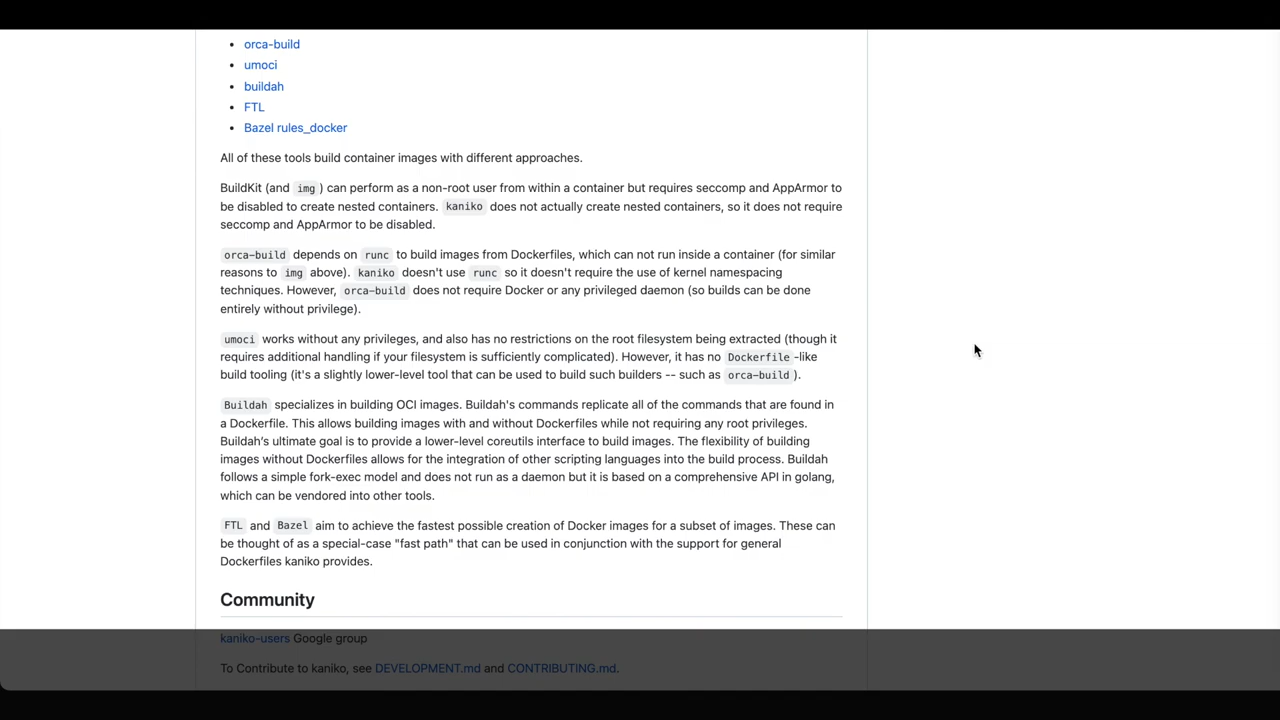 orca-build
umoci
buildah
FTL
Bazel rules_docker
All of these tools build container images with different approaches.
BuildKit (and img ) can perform as a non-root user from within a container but requires seccomp and AppArmor to
be disabled to create nested containers. kaniko does not actually create nested containers, so it does not require
seccomp and AppArmor to be disabled.
orca-build depends on runc to build images from Dockerfiles, which can not run inside a container (for similar
reasons to img above). kaniko doesn't use runc so it doesn't require the use of kernel namespacing
techniques. However, orca-build does not require Docker or any privileged daemon (so builds can be done
entirely without privilege).
umoci works without any privileges, and also has no restrictions on the root filesystem being extracted (though it
requires additional handling if your filesystem is sufficiently complicated). However, it has no Dockerfile -like
build tooling (it's a slightly lower-level tool that can be used to build such builders -- such as orca-build ).
Buildah specializes in building OCI images. Buildah's commands replicate all of the commands that are found in
a Dockerfile. This allows building images with and without Dockerfiles while not requiring any root privileges.
Buildah's ultimate goal is to provide a lower-level coreutils interface to build images. The flexibility of building
images without Dockerfiles allows for the integration of other scripting languages into the build process. Buildah
follows a simple fork-exec model and does not run as a daemon but it is based on a comprehensive API in golang,
which can be vendored into other tools.
FTL and Bazel aim to achieve the fastest possible creation of Docker images for a subset of images. These can
be thought of as a special-case "fast path" that can be used in conjunction with the support for general
Dockerfiles kaniko provides.
Community
kaniko-users Google group
To Contribute to kaniko, see DEVELOPMENT.md and CONTRIBUTING.md.